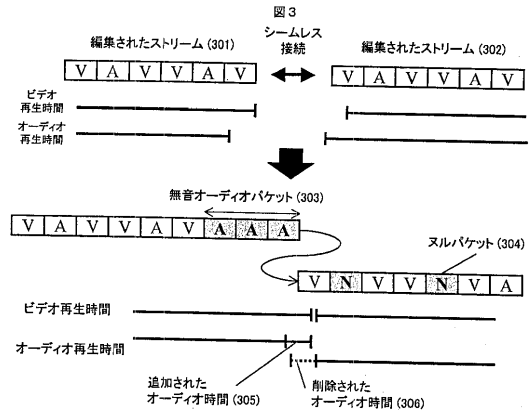 図3
編集されたストリーム(301)
シームレス
接続
編集されたストリーム(302)
V A V V A V
V A V V A V
ビデオ
再生時間
オーディオ
再生時間
無音オーディオパケット(303)
V A V V A V A A A
ヌルパケット(304)
V N V V N V A
ビデオ再生時間
オーディオ再生時間
追加された
オーディオ時間(305)
削除された
オーディオ時間(306)